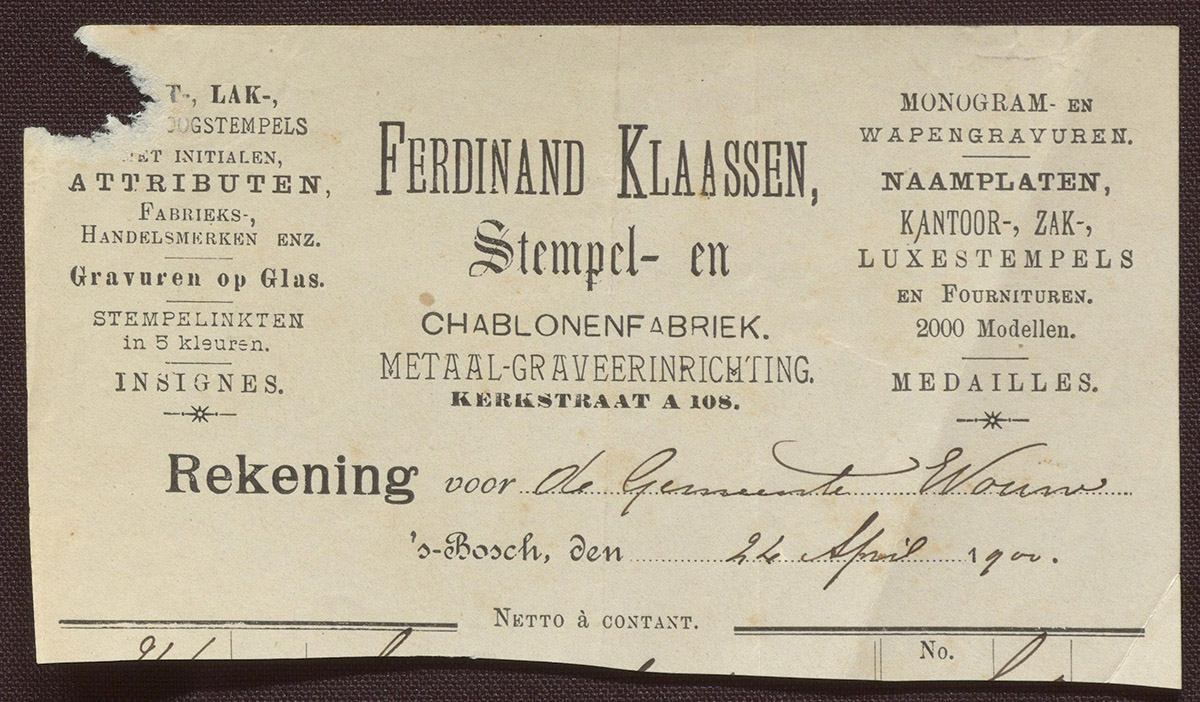 LAK-,
OOGSTEMPELS
MET INITIALEN,
ATTRIBUTEN,
FABRIEKS-,
HANDELSMERKEN ENZ.
Gravuren op Glas.
STEMPELINKTEN
in 5 kleuren.
INSIGNES.
FERDINAND KLAASSEN,
Stempel- en
CHABLONENFABRIEK.
METAAL-GRAVEERINRICHTING.
KERKSTRAAT A 108.
MONOGRAM- EN
WAPENGRAVUREN.
NAAMPLATEN,
KANTOOR-, ZAK-,
LUXESTEMPELS
EN FOURNITUREN.
2000 Modellen.
MEDAILLES.
Rekening voor de Gemeente Wouw
's-Bosch, den 24 April 1900.
NETTO à CONTANT.
No.